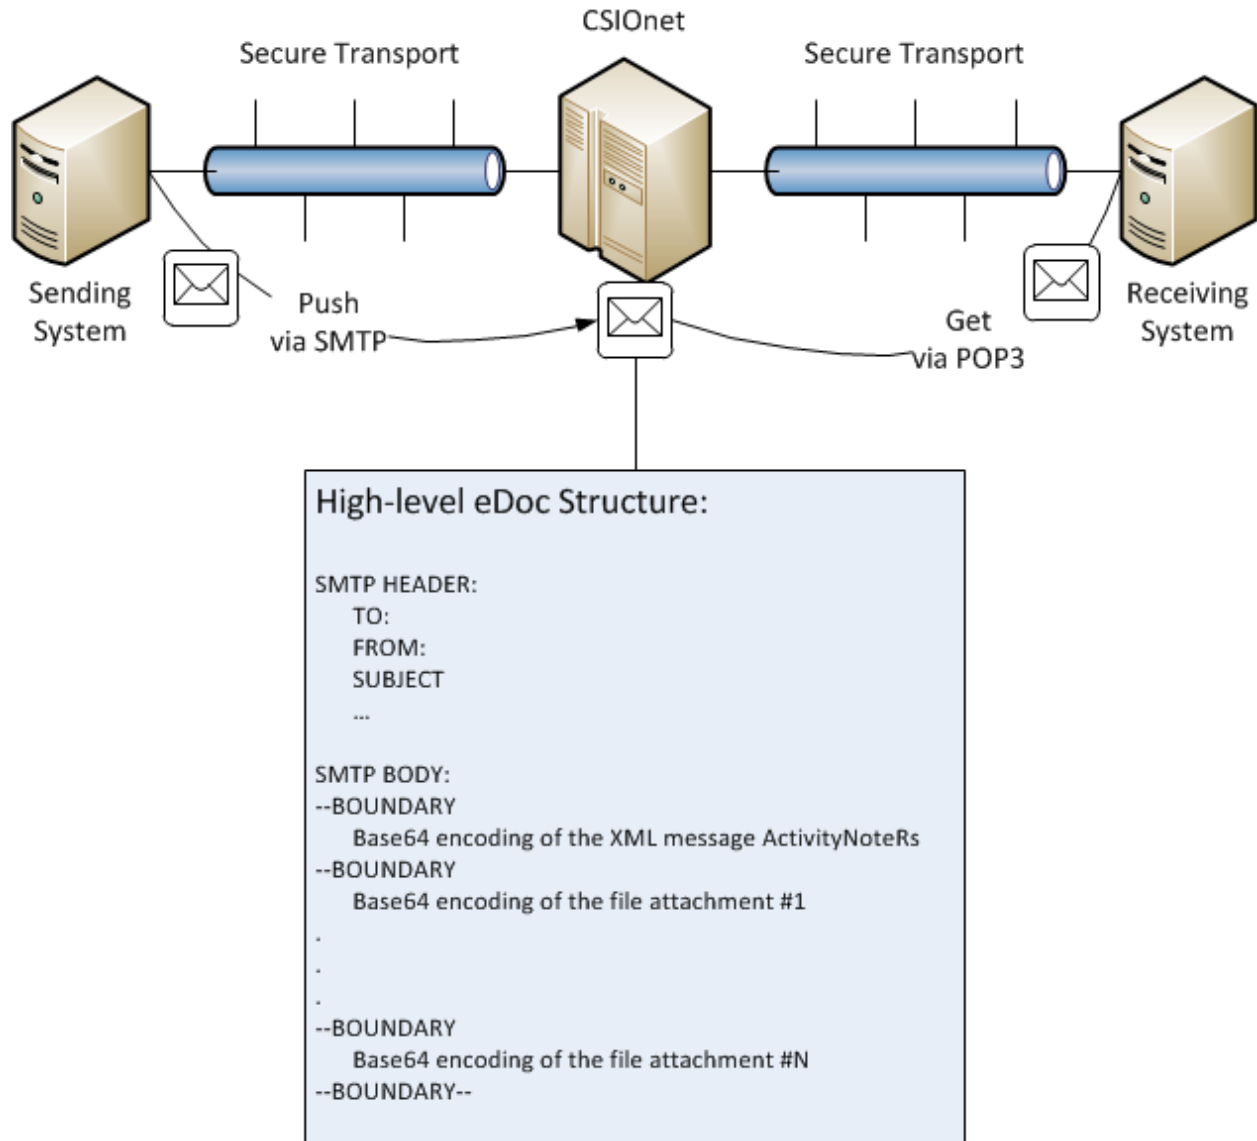 CSIOnet
Secure Transport
Secure Transport
Sending
System
Push
via SMTP
Get
via POP3
Receiving
System
High-level eDoc Structure:
SMTP HEADER:
TO:
FROM:
SUBJECT
...
SMTP BODY:
--BOUNDARY
Base64 encoding of the XML message ActivityNoteRs
--BOUNDARY
Base64 encoding of the file attachment #1
.
.
.
--BOUNDARY
Base64 encoding of the file attachment #N
--BOUNDARY--